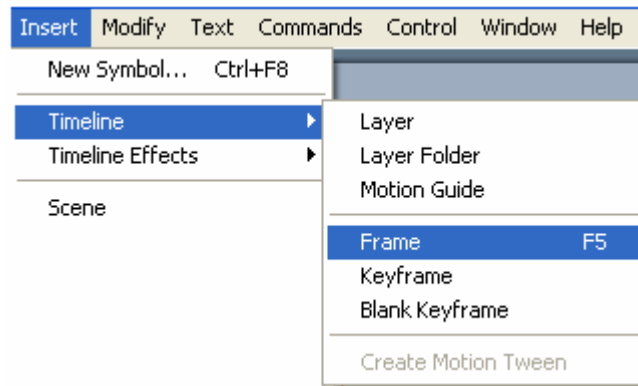 Insert Modify Text Commands Control Window Help
New Symbol... Ctrl+F8
Timeline
Timeline Effects
Scene
Layer
Layer Folder
Motion Guide
Frame F5
Keyframe
Blank Keyframe
Create Motion Tween